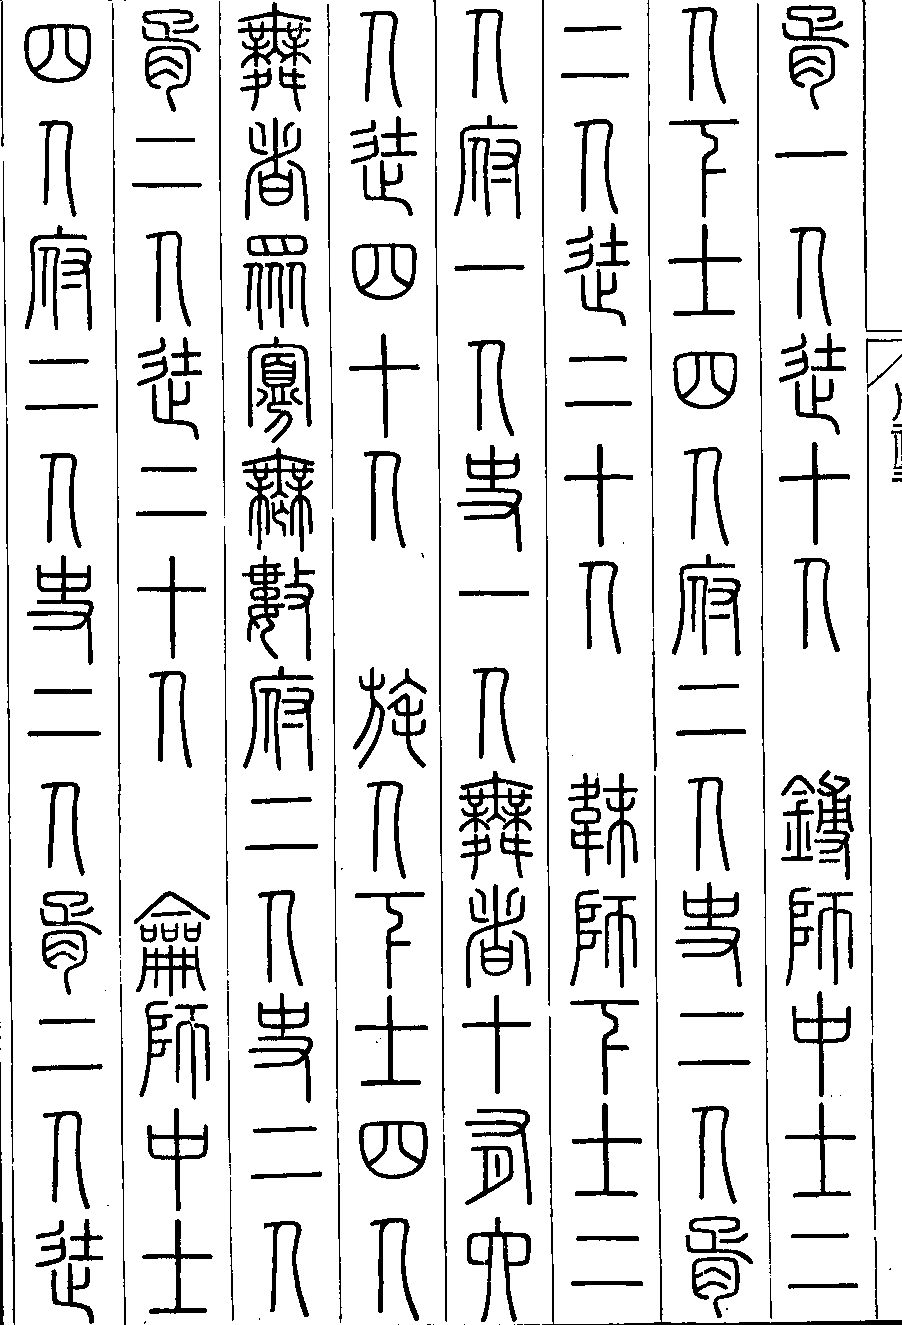 胥一人徒十人　鎛師中士二
人下士四人府二人史二人胥
二人徒二十人　韎師下士二
人府一人史一人舞者十有六
人徒四十人　旄人下士四人
舞者眾寡無數府二人史二人
胥二人徒二十人　龠師中士
四人府二人史二人胥二人徒